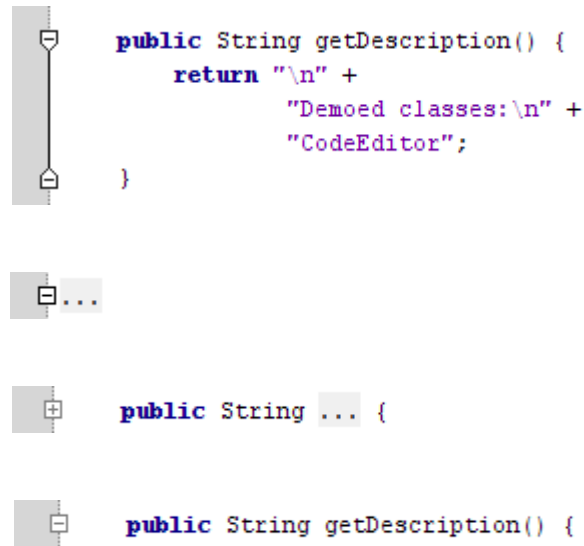 public String getDescription() {
return "\n" +
"Demoed classes:\n" +
"CodeEditor";
}
...
public String ... {
public String getDescription() {